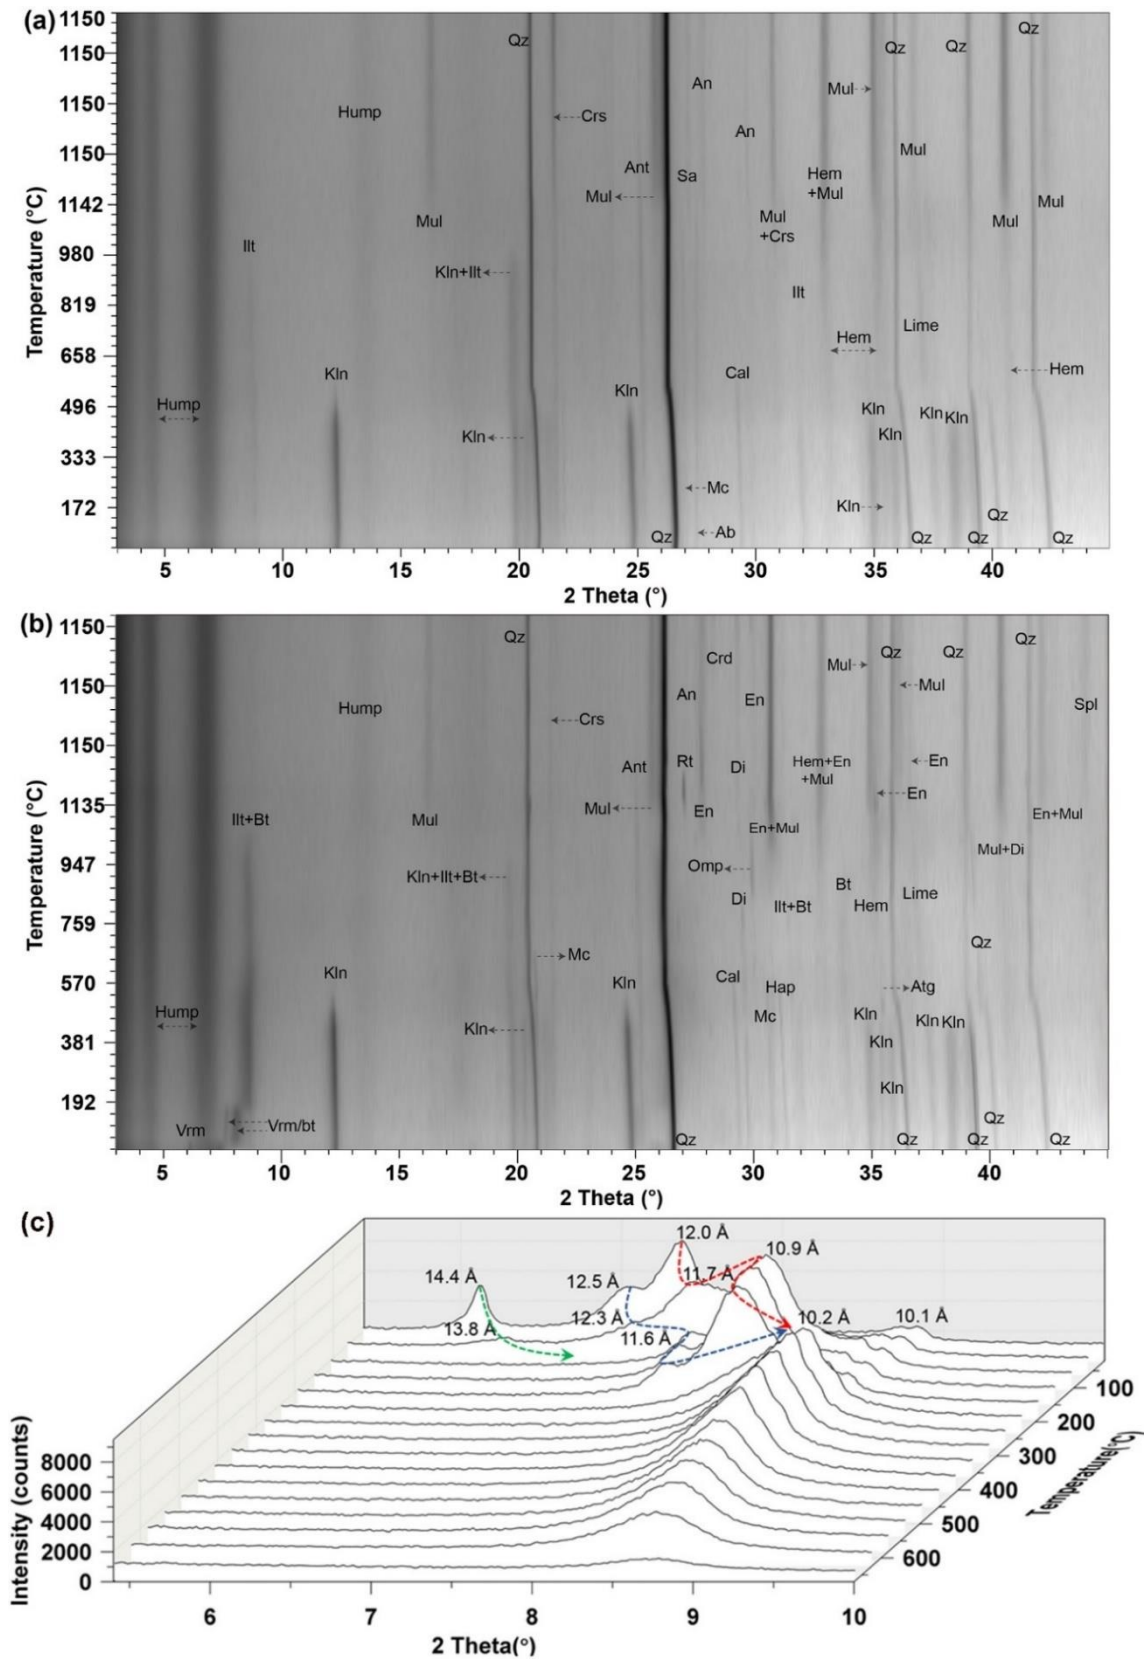 (a)
1150
1150
1150
1150
1142
980
819
658
496
333
172
Temperature (°C)
Qz
Qz
Qz
Qz
An
Mul
Hump
Crs
An
Mul
Ant
Sa
Hem
+Mul
Mul
Mul
Mul
Mul
+Crs
Mul
Ilt
Kln+Ilt
Ilt
Lime
Hem
Hem
Kln
Cal
Kln
Hump
Kln
Kln
Kln
Kln
Kln
Mc
Kln
Qz
Ab
Qz
Qz
Qz
Qz
5 10 15 20 25 30 35 40
2 Theta (°)
(b)
1150
1150
1150
1135
947
759
570
381
192
Temperature (°C)
Qz
Qz
Qz
Qz
Crd
Mul
Mul
An
En
Spl
Hump
Crs
Ant
Rt
Di
Hem+En
+Mul
En
En
Mul
En
En+Mul
Ilt+Bt
Mul
En+Mul
Mul+Di
Kln+Ilt+Bt
Omp
Di
Bt
Ilt+Bt
Hem
Lime
Qz
Mc
Kln
Kln
Cal
Hap
Atg
Mc
Hump
Kln
Kln
Kln
Kln
Kln
Kln
Qz
Vrm
Vrm/bt
Qz
Qz
Qz
Qz
5 10 15 20 25 30 35 40
2 Theta (°)
(c)
12.0 Å
10.9 Å
14.4 Å
12.5 Å
11.7 Å
13.8 Å
12.3 Å
11.6 Å
10.2 Å
10.1 Å
100
200
300
400
500
600
Temperature(°C)
8000
6000
4000
2000
0
Intensity (counts)
6 7 8 9 10
2 Theta(°)